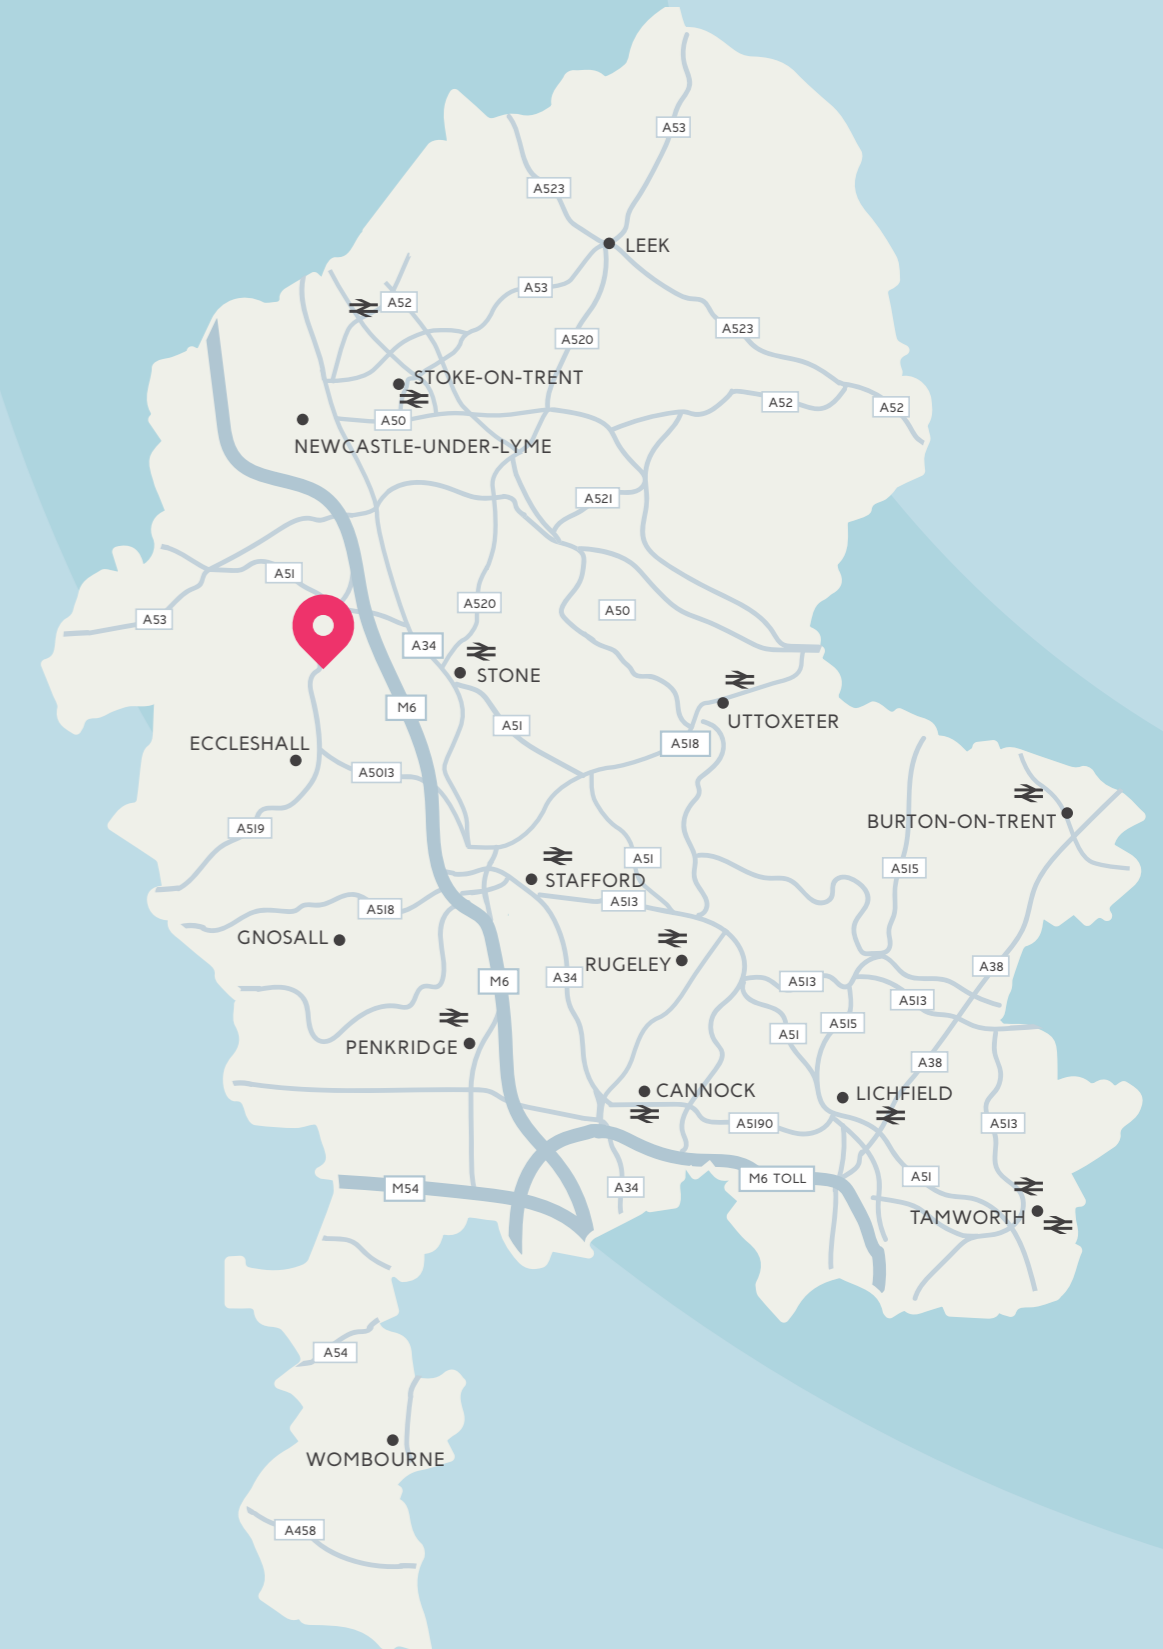 A53
A523
LEEK
A53
A52
A523
A520
STOKE-ON-TRENT
A52
A52
A50
NEWCASTLE-UNDER-LYME
A521
A51
A520
A50
A53
A34
STONE
M6
UTTOXETER
A51
A518
ECCLESHALL
A5013
BURTON-ON-TRENT
A519
A51
A515
STAFFORD
A513
A518
GNOSALL
RUGELEY
A38
M6
A34
A513
A513
A515
A51
PENKRIDGE
A38
CANNOCK
LICHFIELD
A5190
A513
M6 TOLL
A51
M54
A34
TAMWORTH
A54
WOMBOURNE
A458